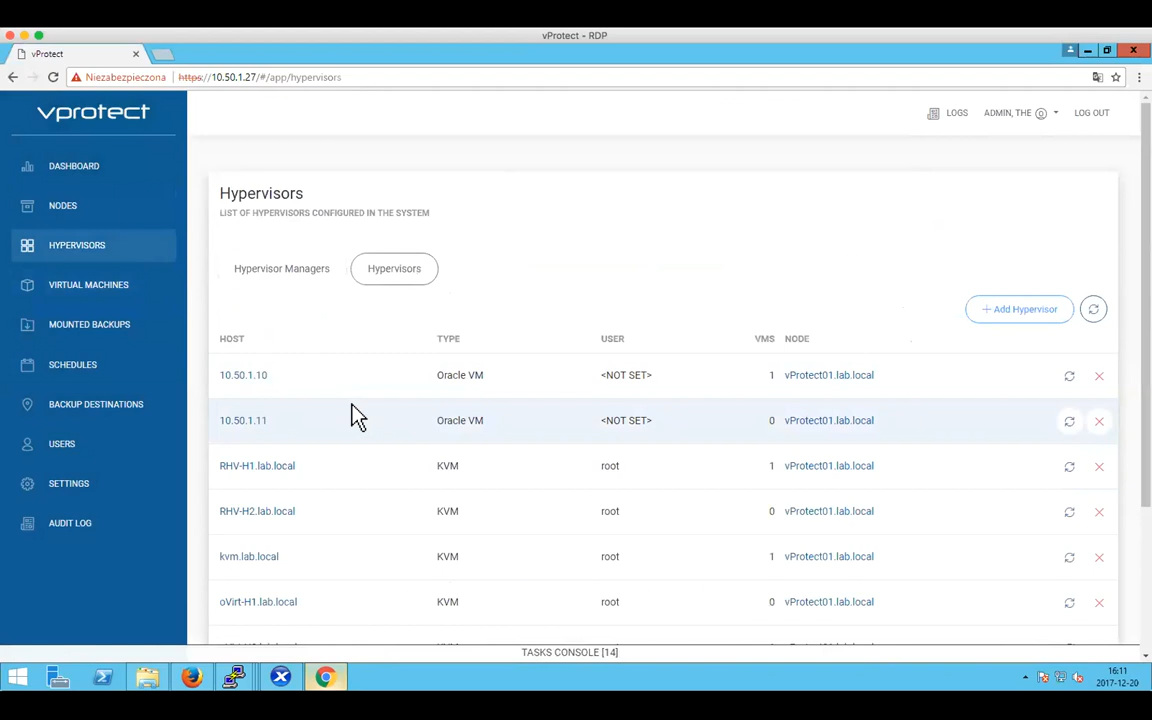 vProtect - RDP
vProtect
Niezabezpieczona https://10.50.1.27/#/app/hypervisors
vprotect
LOGS ADMIN, THE LOG OUT
DASHBOARD
NODES
HYPERVISORS
VIRTUAL MACHINES
MOUNTED BACKUPS
SCHEDULES
BACKUP DESTINATIONS
USERS
SETTINGS
AUDIT LOG
Hypervisors
LIST OF HYPERVISORS CONFIGURED IN THE SYSTEM
Hypervisor Managers Hypervisors
+ Add Hypervisor
HOST TYPE USER VMS NODE
10.50.1.10 Oracle VM <NOT SET> 1 vProtect01.lab.local
10.50.1.11 Oracle VM <NOT SET> 0 vProtect01.lab.local
RHV-H1.lab.local KVM root 1 vProtect01.lab.local
RHV-H2.lab.local KVM root 0 vProtect01.lab.local
kvm.lab.local KVM root 1 vProtect01.lab.local
oVirt-H1.lab.local KVM root 0 vProtect01.lab.local
TASKS CONSOLE [14]
16:11
2017-12-20